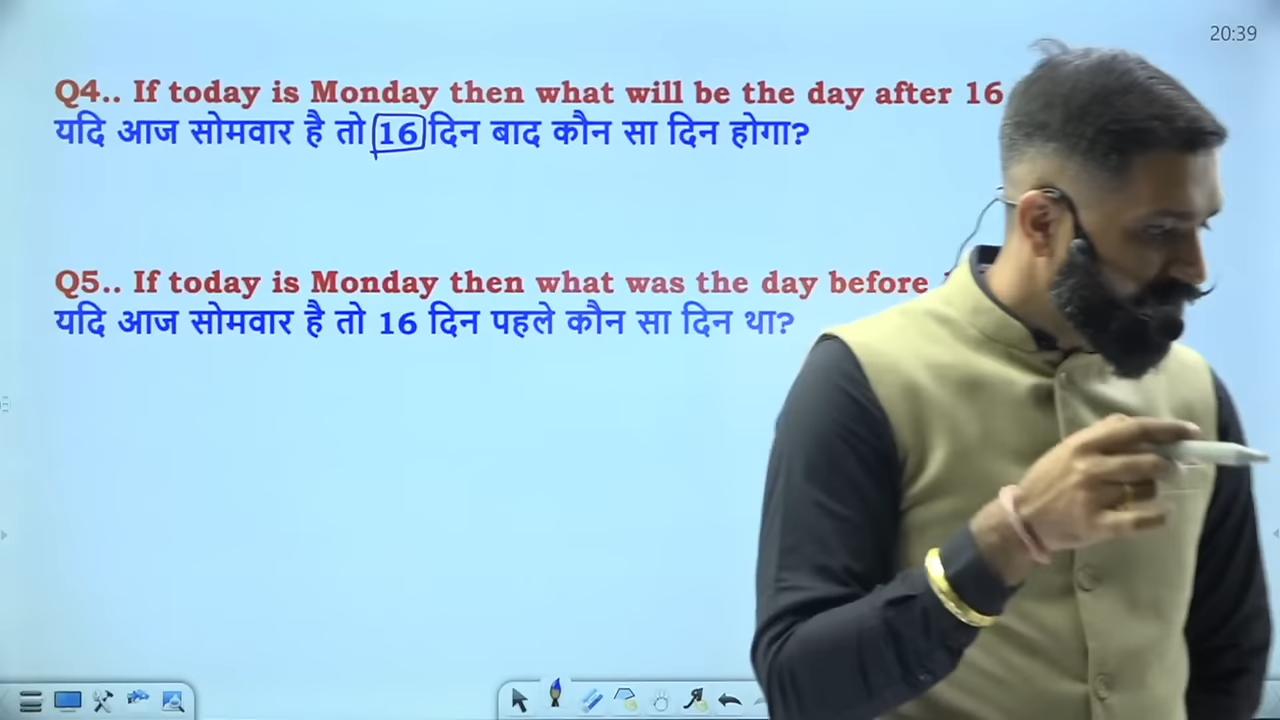 20:39
Q4.. If today is Monday then what will be the day after 16
यदि आज सोमवार है तो 16 दिन बाद कौन सा दिन होगा?
Q5.. If today is Monday then what was the day before
यदि आज सोमवार है तो 16 दिन पहले कौन सा दिन था?